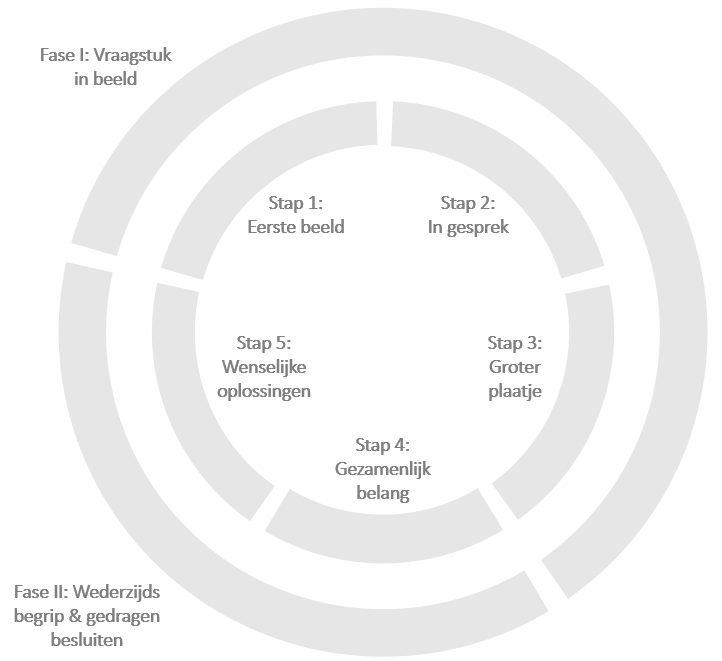 Fase I: Vraagstuk
in beeld
Stap 1:
Eerste beeld
Stap 2:
In gesprek
Stap 3:
Groter
plaatje
Stap 4:
Gezamenlijk
belang
Stap 5:
Wenselijke
oplossingen
Fase II: Wederzijds
begrip & gedragen
besluiten